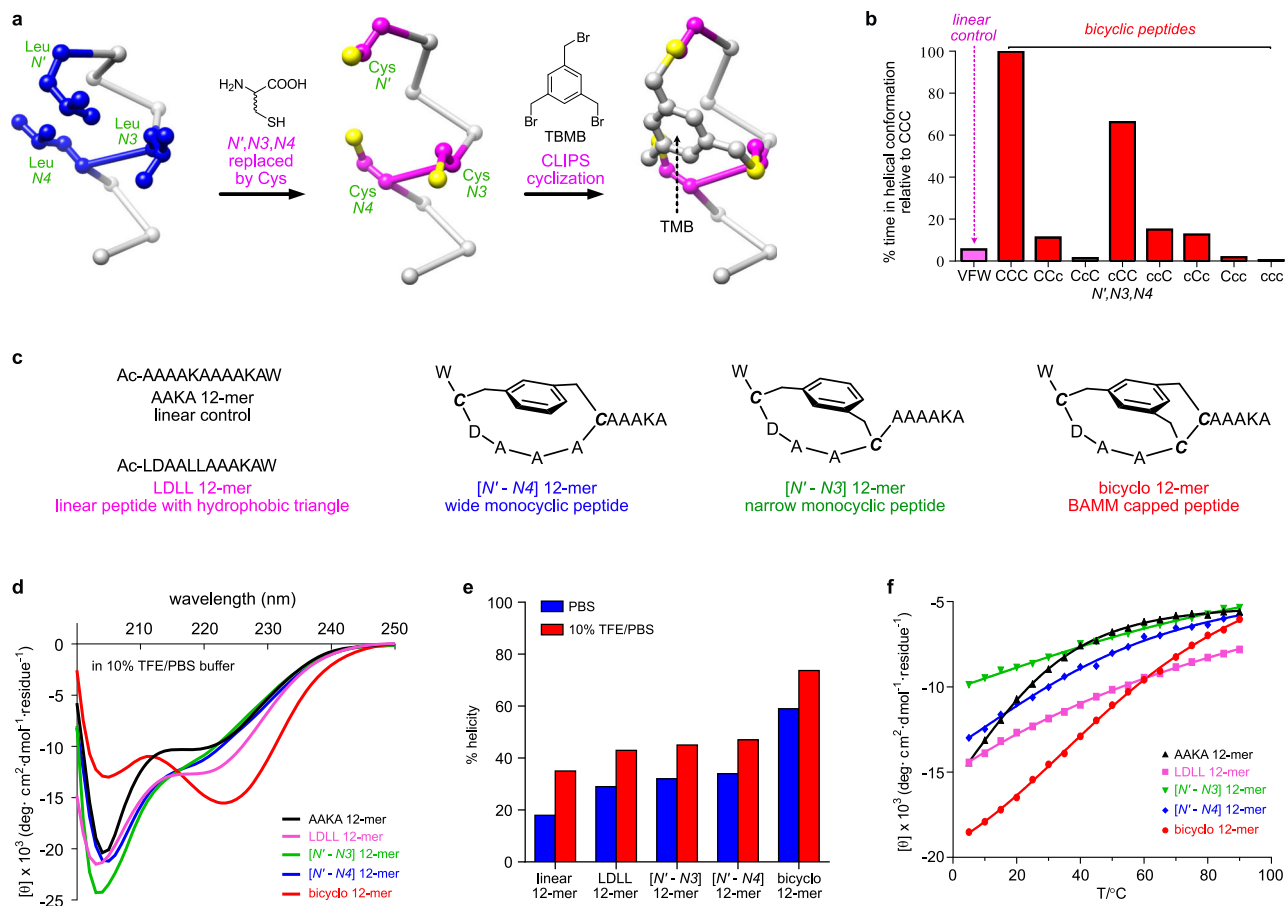 a
Leu
N'
Leu
N3
Leu
N4
H2N
COOH
SH
N',N3,N4
replaced
by Cys
Cys
N'
Cys
N4
Cys
N3
Br
Br
Br
TBMB
CLIPS
cyclization
TMB
b
linear
control
bicyclic peptides
% time in helical conformation
relative to CCC
100
80
60
40
20
0
VFW CCC CCc CcC cCC ccC cCc Ccc ccc
N',N3,N4
c
Ac-AAAAKAAAAKAW
AAKA 12-mer
linear control
Ac-LDAALLAAAKAW
LDLL 12-mer
linear peptide with hydrophobic triangle
W
C
D
A
A
A
CAAAKA
[N' - N4] 12-mer
wide monocyclic peptide
W
C
D
A
A
C
AAAAKA
[N' - N3] 12-mer
narrow monocyclic peptide
W
C
D
A
A
C
CAAAKA
bicyclo 12-mer
BAMM capped peptide
d
wavelength (nm)
210 220 230 240 250
in 10% TFE/PBS buffer
0
-5
-10
-15
-20
-25
[θ] x 10³ (deg· cm²·dmol⁻¹·residue⁻¹)
AAKA 12-mer
LDLL 12-mer
[N' - N3] 12-mer
[N' - N4] 12-mer
bicyclo 12-mer
e
PBS
10% TFE/PBS
% helicity
100
80
60
40
20
0
linear
12-mer
LDLL
12-mer
[N' - N3]
12-mer
[N' - N4]
12-mer
bicyclo
12-mer
f
[θ] x 10³ (deg· cm²·dmol⁻¹·residue⁻¹)
-5
-10
-15
-20
AAKA 12-mer
LDLL 12-mer
[N' - N3] 12-mer
[N' - N4] 12-mer
bicyclo 12-mer
0 20 40 60 80 100
T/°C